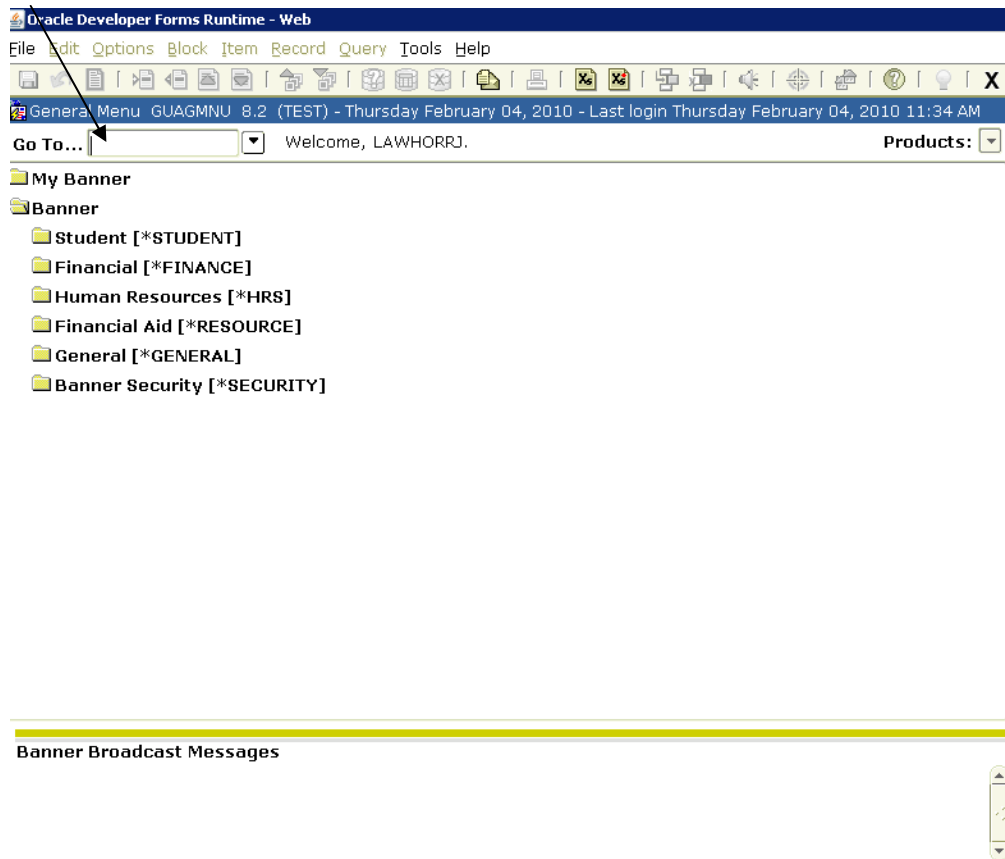 Oracle Developer Forms Runtime - Web
File Edit Options Block Item Record Query Tools Help
X
General Menu GUAGMNU 8.2 (TEST) - Thursday February 04, 2010 - Last login Thursday February 04, 2010 11:34 AM
Go To... Welcome, LAWHORRJ. Products:
My Banner
Banner
Student [*STUDENT]
Financial [*FINANCE]
Human Resources [*HRS]
Financial Aid [*RESOURCE]
General [*GENERAL]
Banner Security [*SECURITY]
Banner Broadcast Messages